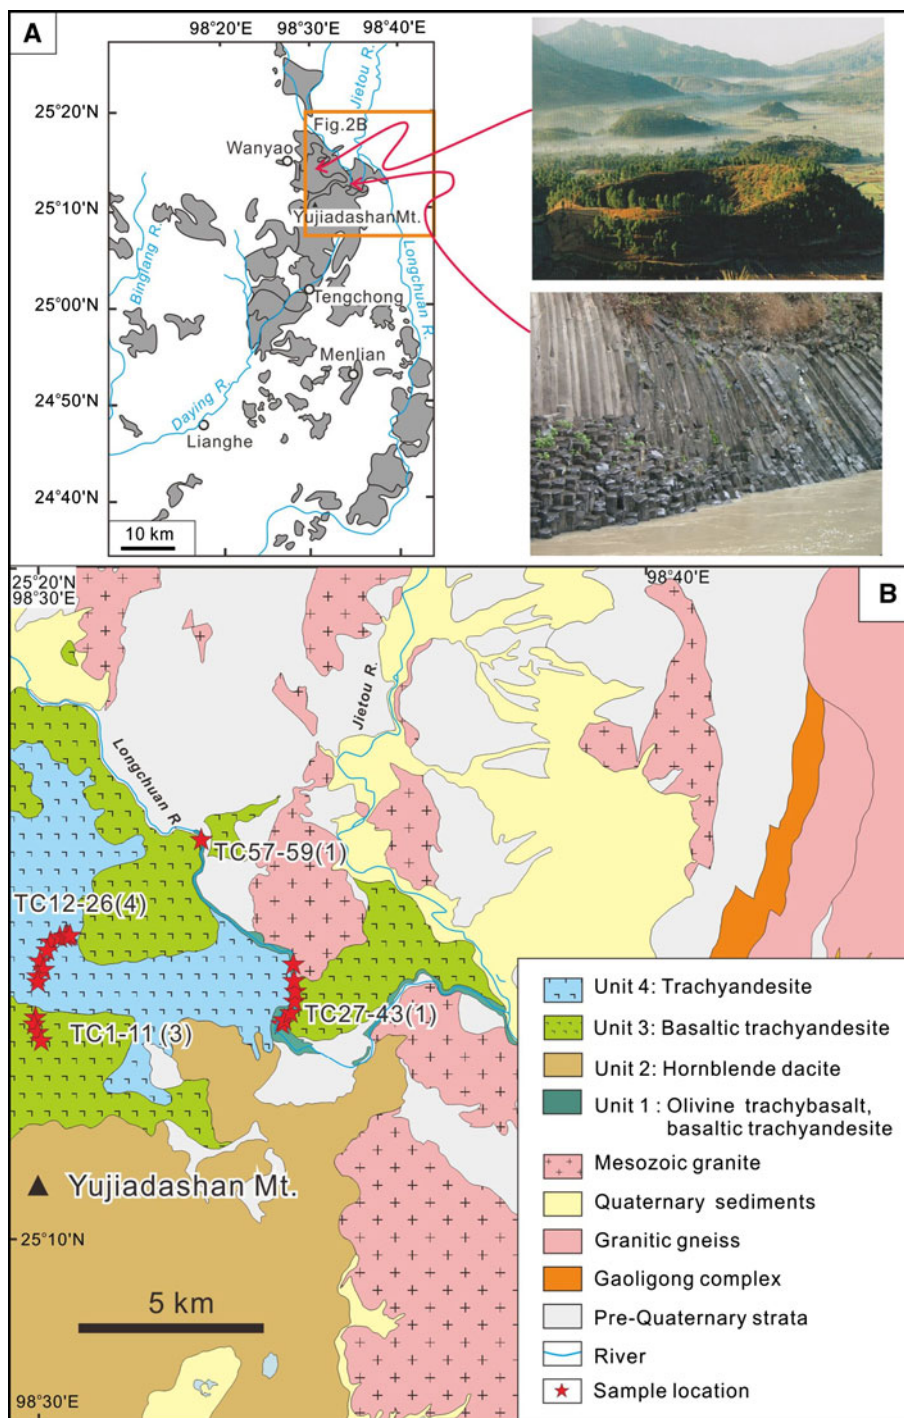 A
98°20'E
98°30'E
98°40'E
25°20'N
25°10'N
25°00'N
24°50'N
24°40'N
Jietou R.
Fig.2B
Wanyao
YujiadashanMt.
Binglang R.
Longchuan R.
Tengchong
Menlian
Daying R.
Lianghe
10 km
B
25°20'N
98°30'E
98°40'E
Jietou R.
Longchuan R.
TC57-59(1)
TC12-26(4)
TC27-43(1)
TC1-11 (3)
Yujiadashan Mt.
25°10'N
5 km
98°30'E
Unit 4: Trachyandesite
Unit 3: Basaltic trachyandesite
Unit 2: Hornblende dacite
Unit 1 : Olivine trachybasalt,
basaltic trachyandesite
Mesozoic granite
Quaternary sediments
Granitic gneiss
Gaoligong complex
Pre-Quaternary strata
River
Sample location